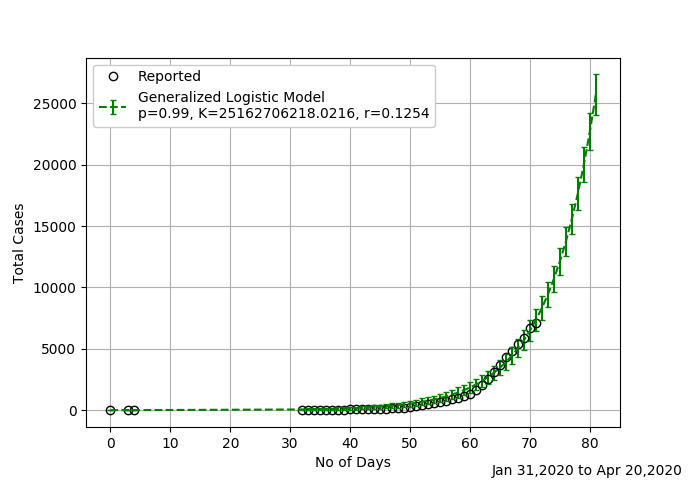 Reported
Generalized Logistic Model
p=0.99, K=25162706218.0216, r=0.1254
25000
20000
15000
10000
5000
0
Total Cases
0 10 20 30 40 50 60 70 80
No of Days
Jan 31,2020 to Apr 20,2020